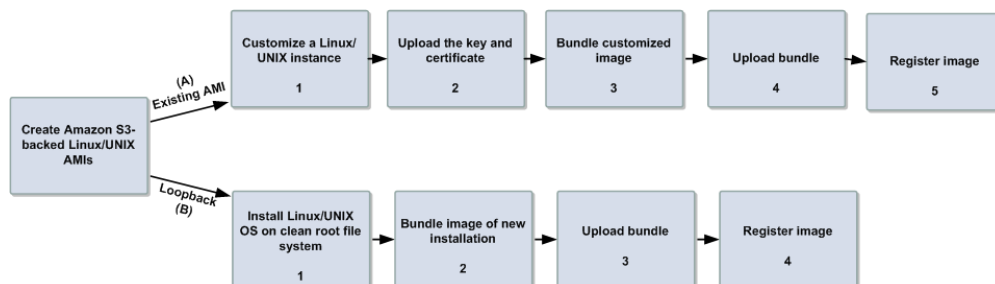 Create Amazon S3-
backed Linux/UNIX
AMIs
(A)
Existing AMI
Customize a Linux/
UNIX instance
1
Upload the key and
certificate
2
Bundle customized
image
3
Upload bundle
4
Register image
5
Loopback
(B)
Install Linux/UNIX
OS on clean root file
system
1
Bundle image of new
installation
2
Upload bundle
3
Register image
4